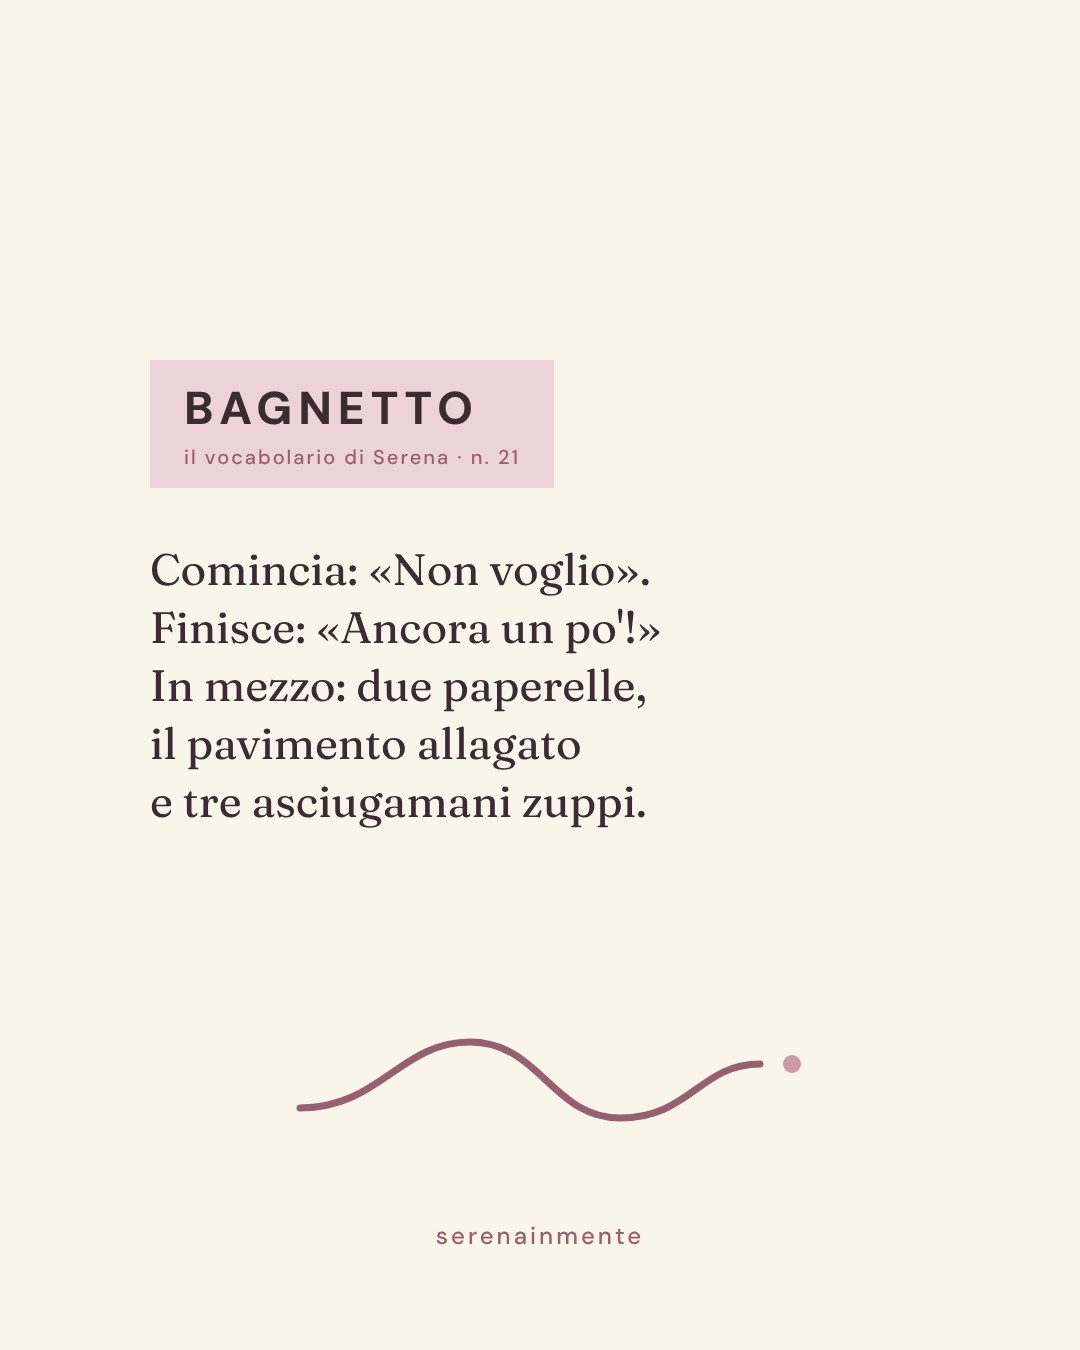 BAGNETTO
il vocabolario di Serena · n. 21
Comincia: «Non voglio».
Finisce: «Ancora un po'!»
In mezzo: due paperelle,
il pavimento allagato
e tre asciugamani zuppi.
serenainmente